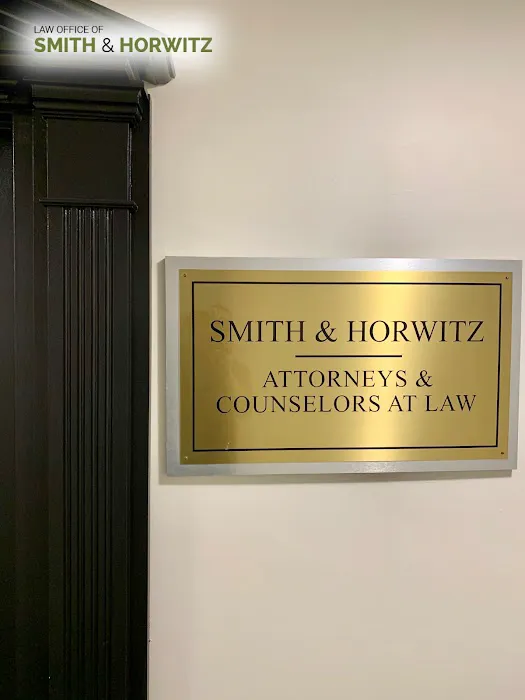 LAW OFFICE OF
SMITH & HORWITZ
SMITH & HORWITZ
ATTORNEYS &
COUNSELORS AT LAW